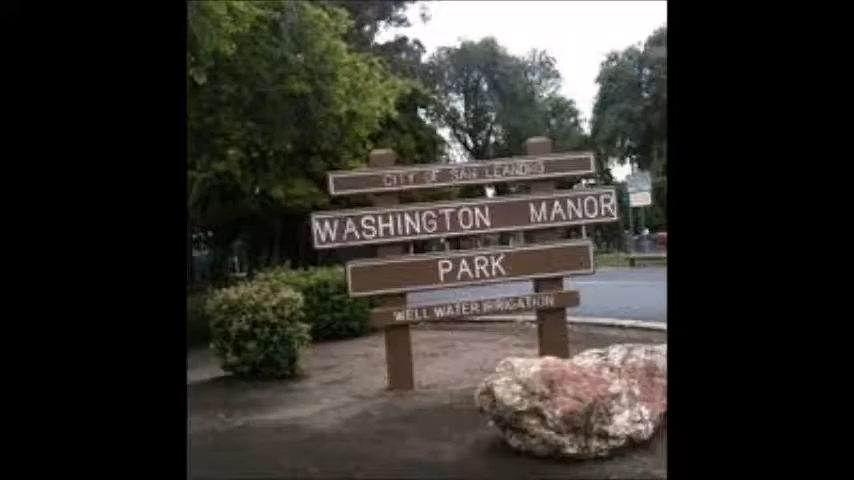 CITY OF SAN LEANDRO
WASHINGTON MANOR
PARK
WELL WATER IRRIGATION